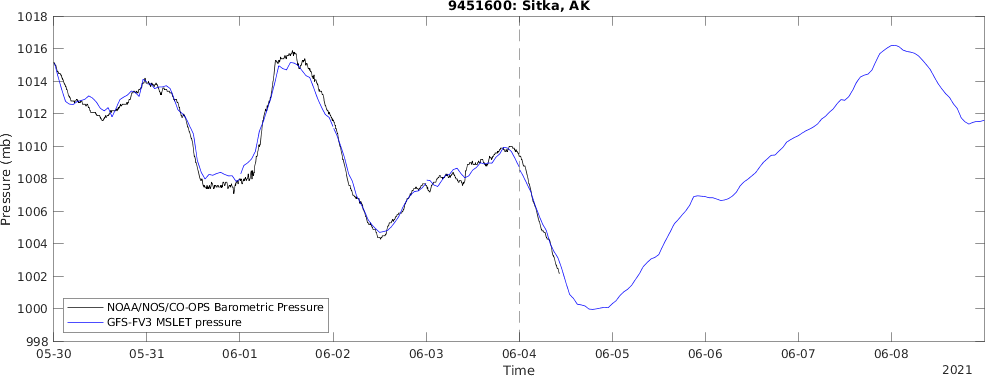 9451600: Sitka, AK
Pressure (mb)
1018
1016
1014
1012
1010
1008
1006
1004
1002
1000
998
NOAA/NOS/CO-OPS Barometric Pressure
GFS-FV3 MSLET pressure
05-30 05-31 06-01 06-02 06-03 06-04 06-05 06-06 06-07 06-08
Time
2021